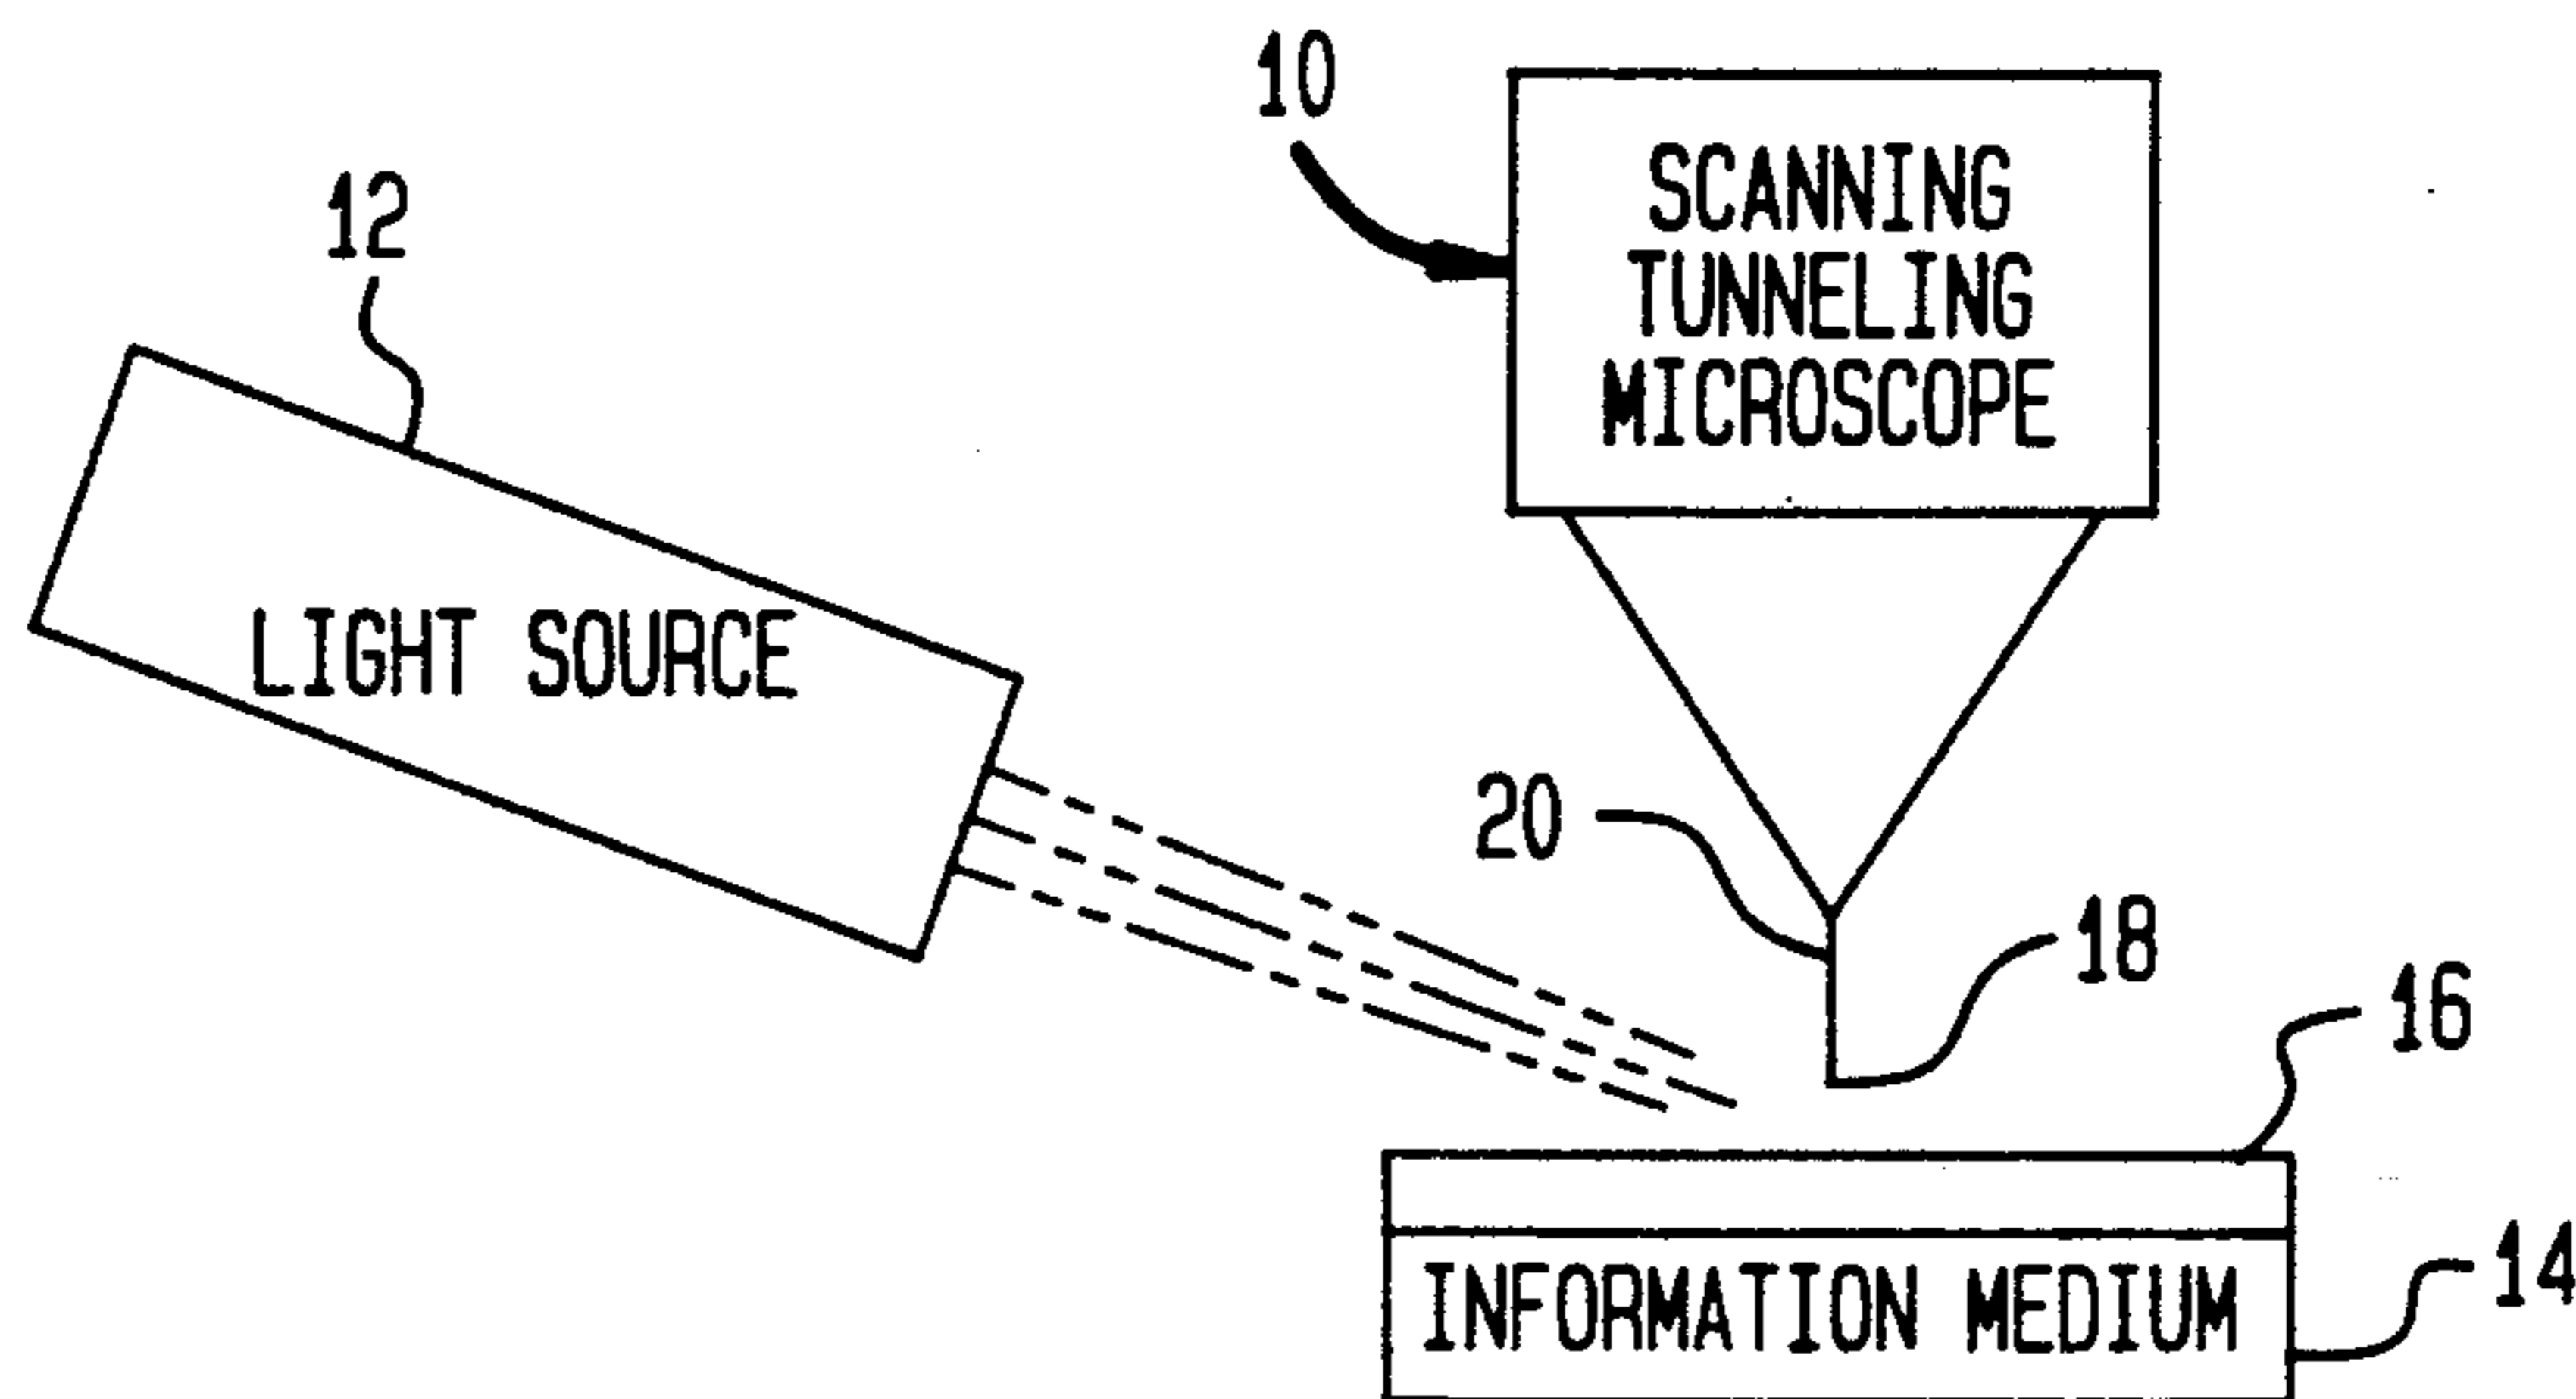 10
SCANNING
TUNNELING
MICROSCOPE
12
LIGHT SOURCE
20
18
16
INFORMATION MEDIUM
14